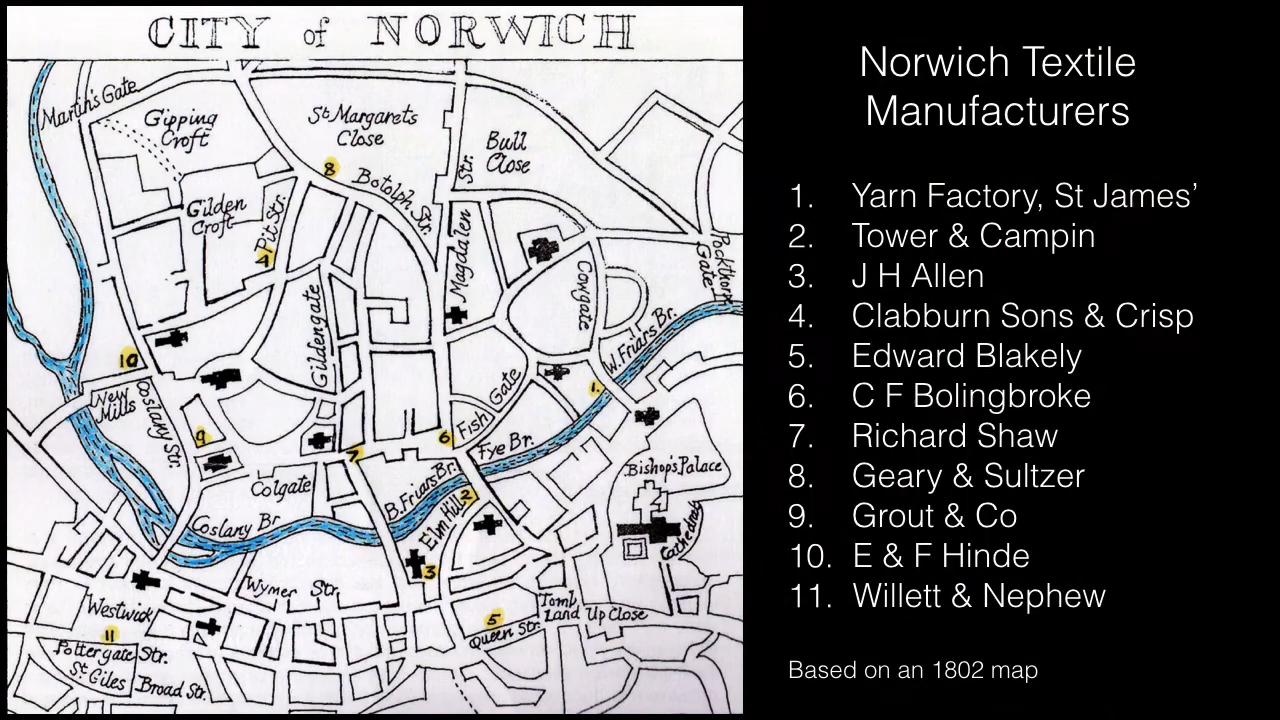 CITY of NORWICH
Martin's Gate
Gipping
Croft
St Margarets
Close
Bull
Close
8
Botolph Str.
Gilden
Croft
Pit Str.
4
Magdalen
Str.
Cowgate
Pockthorpe
Gate
W. Friars Br.
Gildengate
10
New
Mills
Coslany Str.
9
1.
Fish Gate
6
Fye Br.
7
Colgate
B. Friars Br.
2
Elm Hill
Bishop's Palace
Cathedral
Coslany Br
3
Wymer Str.
Westwick
Tomb
Land
Up Close
5
Queen Str.
11
Pottergate Str.
St. Giles
Broad Str.
Norwich Textile
Manufacturers
1. Yarn Factory, St James’
2. Tower & Campin
3. J H Allen
4. Clabburn Sons & Crisp
5. Edward Blakely
6. C F Bolingbroke
7. Richard Shaw
8. Geary & Sultzer
9. Grout & Co
10. E & F Hinde
11. Willett & Nephew
Based on an 1802 map